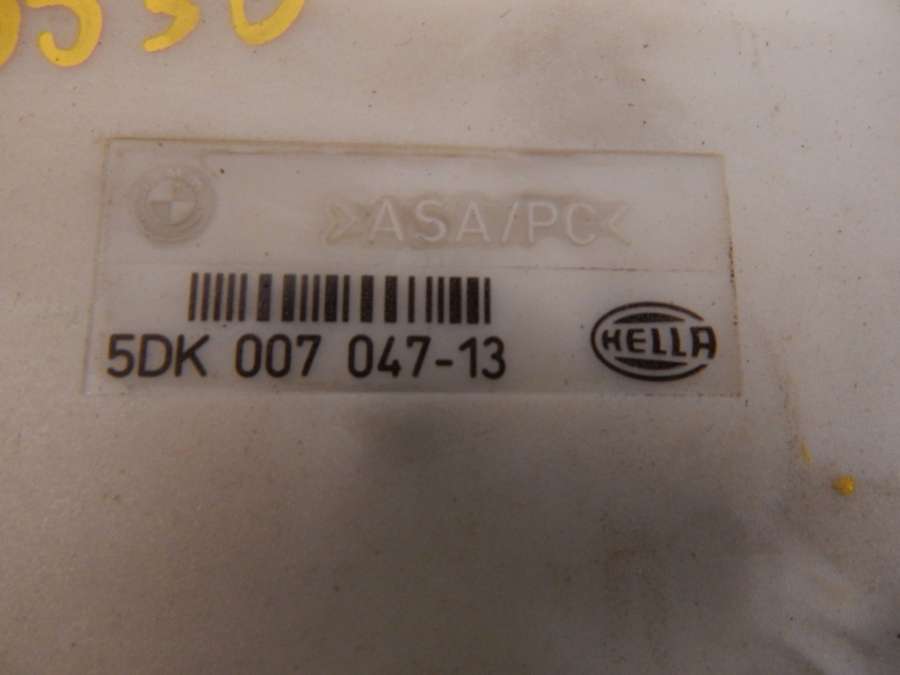 >ASA/PC<
5DK 007 047-13
HELLA